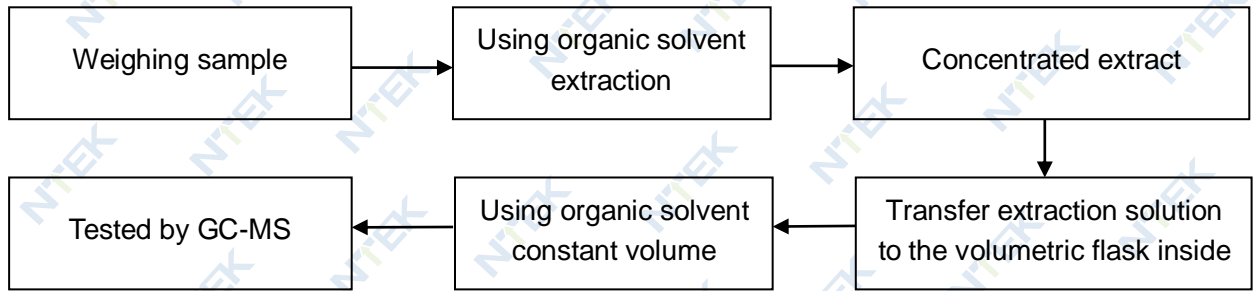 Weighing sample
Using organic solvent
extraction
Concentrated extract
Transfer extraction solution
to the volumetric flask inside
Using organic solvent
constant volume
Tested by GC-MS
NTEK